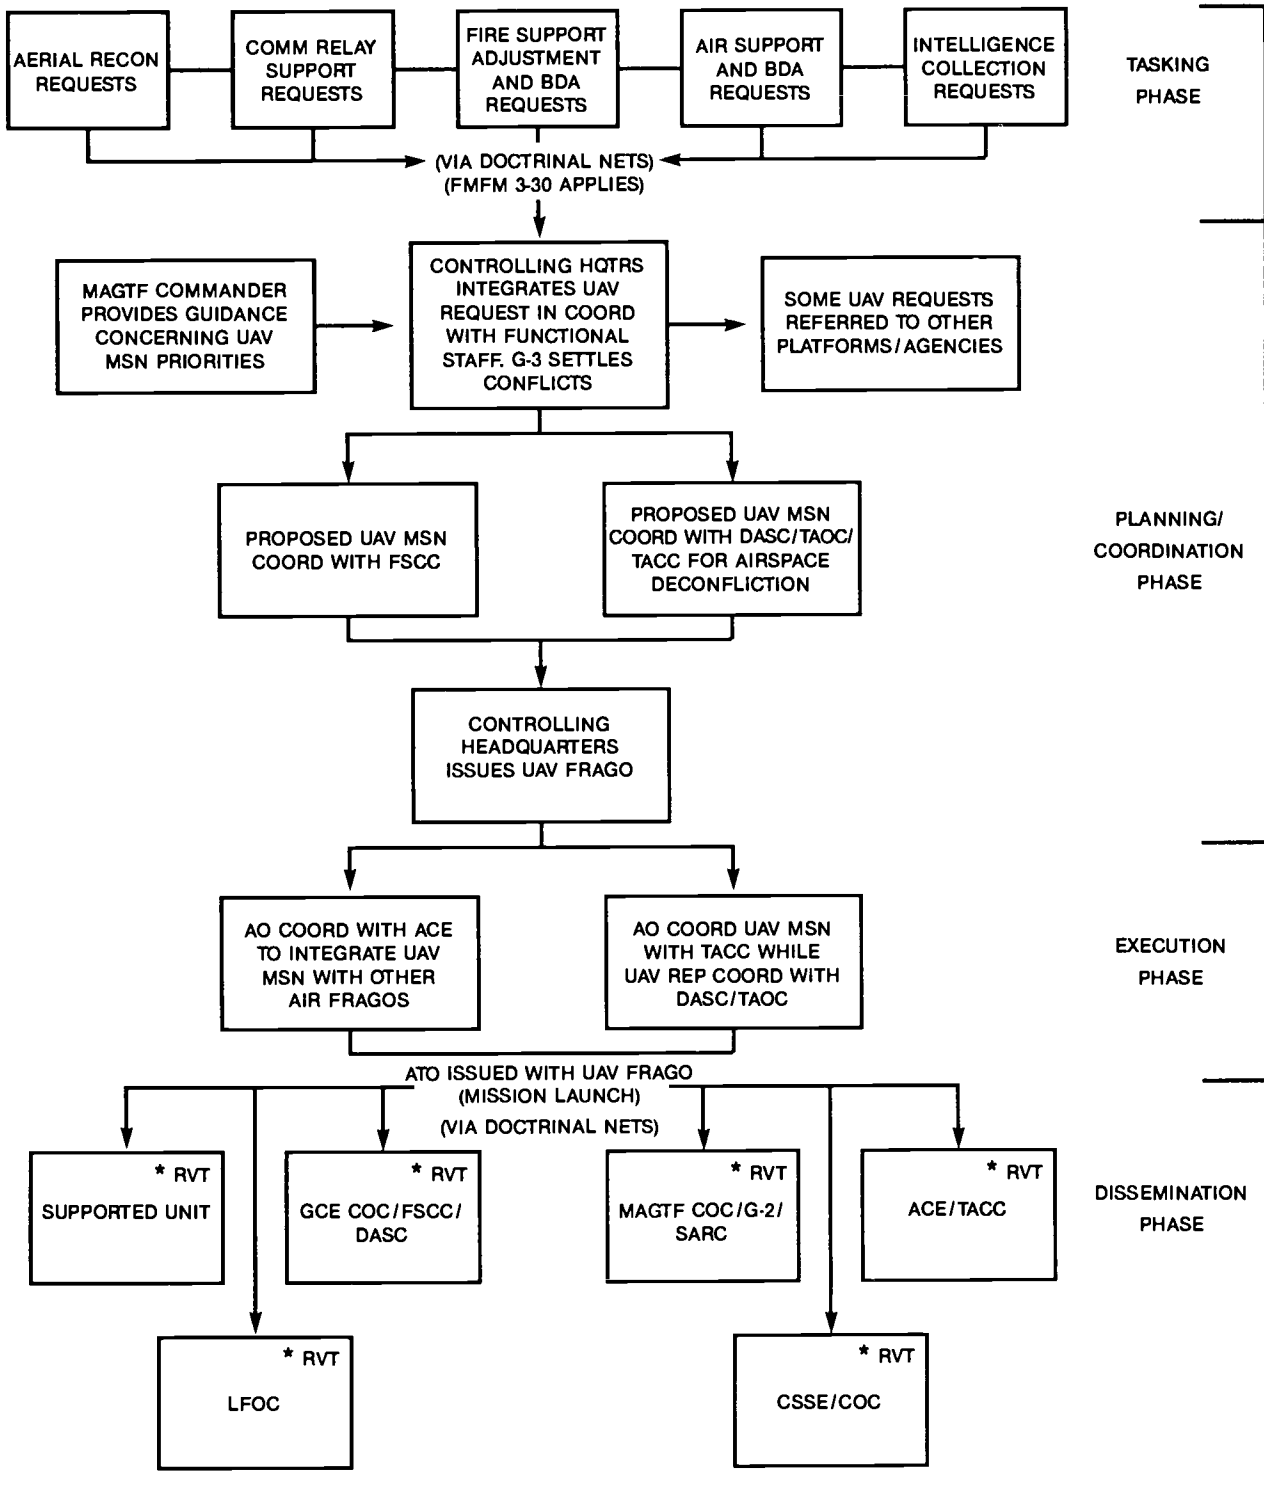 AERIAL RECON
REQUESTS
COMM RELAY
SUPPORT
REQUESTS
FIRE SUPPORT
ADJUSTMENT
AND BDA
REQUESTS
AIR SUPPORT
AND BDA
REQUESTS
INTELLIGENCE
COLLECTION
REQUESTS
TASKING
PHASE
(VIA DOCTRINAL NETS)
(FMFM 3-30 APPLIES)
MAGTF COMMANDER
PROVIDES GUIDANCE
CONCERNING UAV
MSN PRIORITIES
CONTROLLING HQTRS
INTEGRATES UAV
REQUEST IN COORD
WITH FUNCTIONAL
STAFF. G-3 SETTLES
CONFLICTS
SOME UAV REQUESTS
REFERRED TO OTHER
PLATFORMS/AGENCIES
PROPOSED UAV MSN
COORD WITH FSCC
PROPOSED UAV MSN
COORD WITH DASC/TAOC/
TACC FOR AIRSPACE
DECONFLICTION
PLANNING/
COORDINATION
PHASE
CONTROLLING
HEADQUARTERS
ISSUES UAV FRAGO
AO COORD WITH ACE
TO INTEGRATE UAV
MSN WITH OTHER
AIR FRAGOS
AO COORD UAV MSN
WITH TACC WHILE
UAV REP COORD WITH
DASC/TAOC
EXECUTION
PHASE
ATO ISSUED WITH UAV FRAGO
(MISSION LAUNCH)
(VIA DOCTRINAL NETS)
* RVT
SUPPORTED UNIT
* RVT
GCE COC/FSCC/
DASC
* RVT
MAGTF COC/G-2/
SARC
* RVT
ACE/TACC
DISSEMINATION
PHASE
* RVT
LFOC
* RVT
CSSE/COC